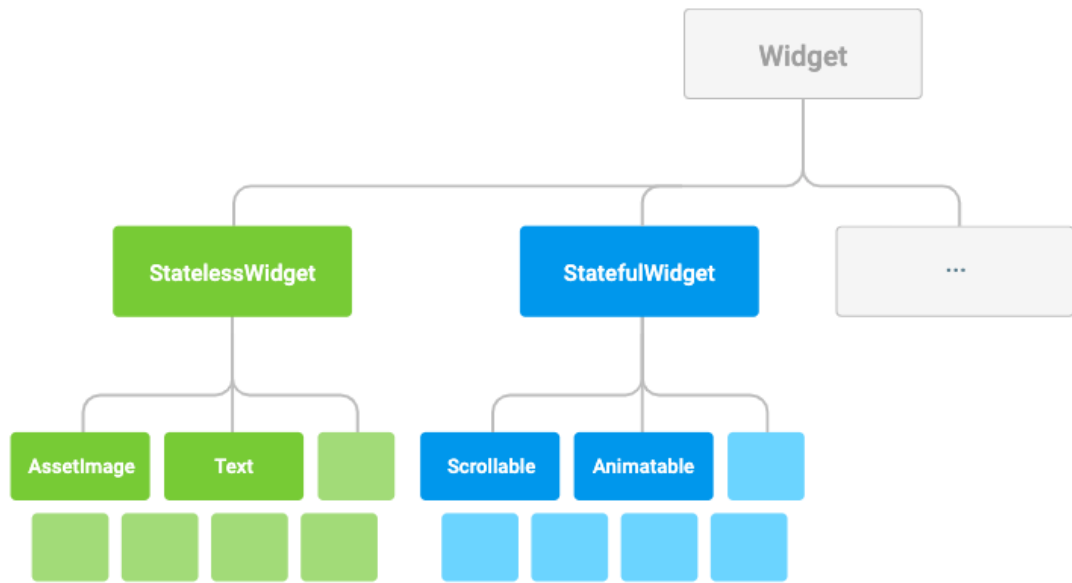 Widget
StatelessWidget
StatefulWidget
...
AssetImage
Text
Scrollable
Animatable